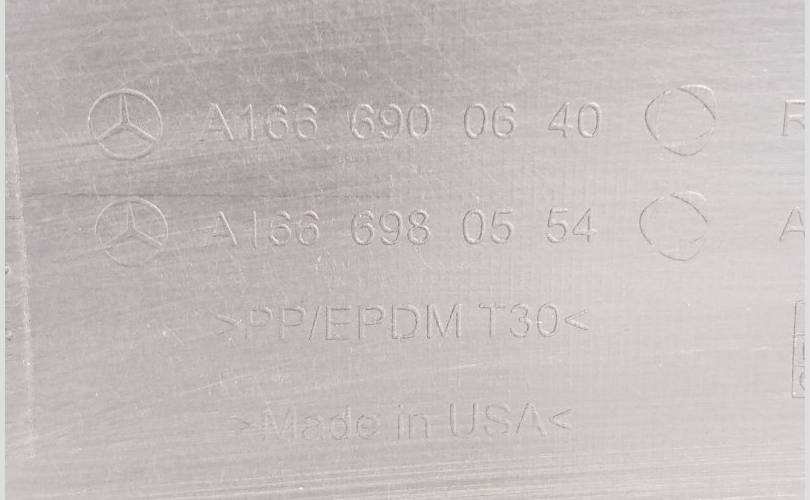 A166 690 06 40 R
A166 698 05 54 A
>PP/EPDM T30<
>Made in USA<